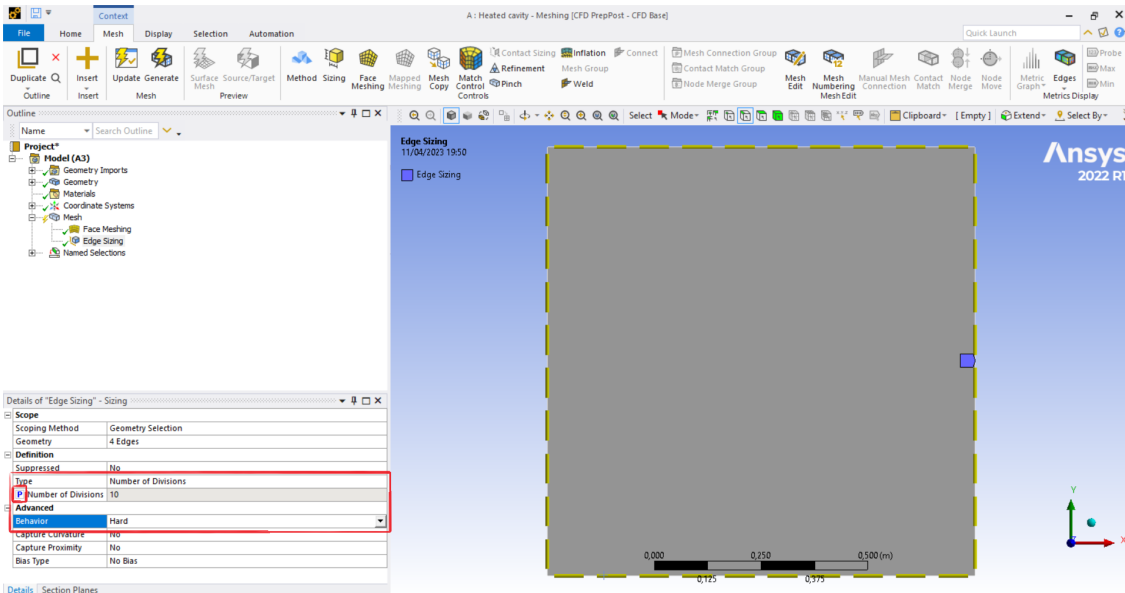 Context
A : Heated cavity - Meshing [CFD PrepPost - CFD Base]
File Home Mesh Display Selection Automation
Quick Launch
Duplicate Q
Outline
Insert
Insert
Update Generate
Mesh
Surface Mesh
Source/Target
Preview
Method Sizing
Face Meshing
Mapped Meshing
Mesh Copy
Match Control
Contact Sizing
Refinement
Pinch
Inflation
Mesh Group
Weld
Connect
Controls
Mesh Connection Group
Contact Match Group
Node Merge Group
Mesh Edit
Mesh Numbering
Manual Mesh Connection
Contact Match
Node Merge
Node Move
Mesh Edit
Metric Graph
Edges
Probe
Max
Min
Metrics Display
Outline
Name Search Outline
Select Mode Clipboard [Empty] Extend Select By
Project*
Model (A3)
Geometry Imports
Geometry
Materials
Coordinate Systems
Mesh
Face Meshing
Edge Sizing
Named Selections
Edge Sizing
11/04/2023 19:50
Edge Sizing
Ansys
2022 R1
Details of "Edge Sizing" - Sizing
Scope
Scoping Method Geometry Selection
Geometry 4 Edges
Definition
Suppressed No
Type Number of Divisions
P Number of Divisions 10
Advanced
Behavior Hard
Capture Curvature No
Capture Proximity No
Bias Type No Bias
Details Section Planes
0,000 0,250 0,500 (m)
0,125 0,375
Y
X